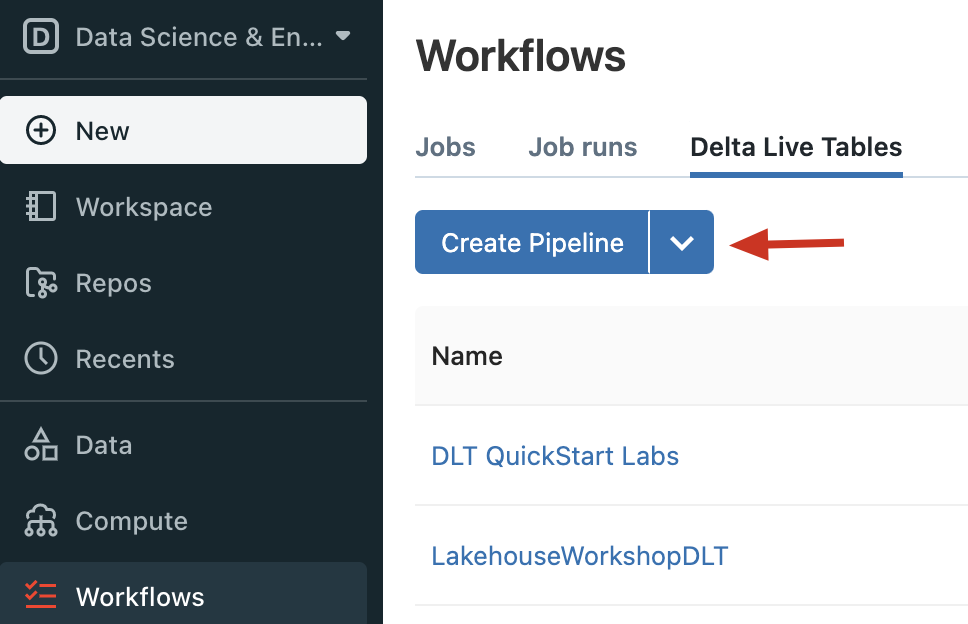 D Data Science & En...
New
Workspace
Repos
Recents
Data
Compute
Workflows
Workflows
Jobs Job runs Delta Live Tables
Create Pipeline
Name
DLT QuickStart Labs
LakehouseWorkshopDLT